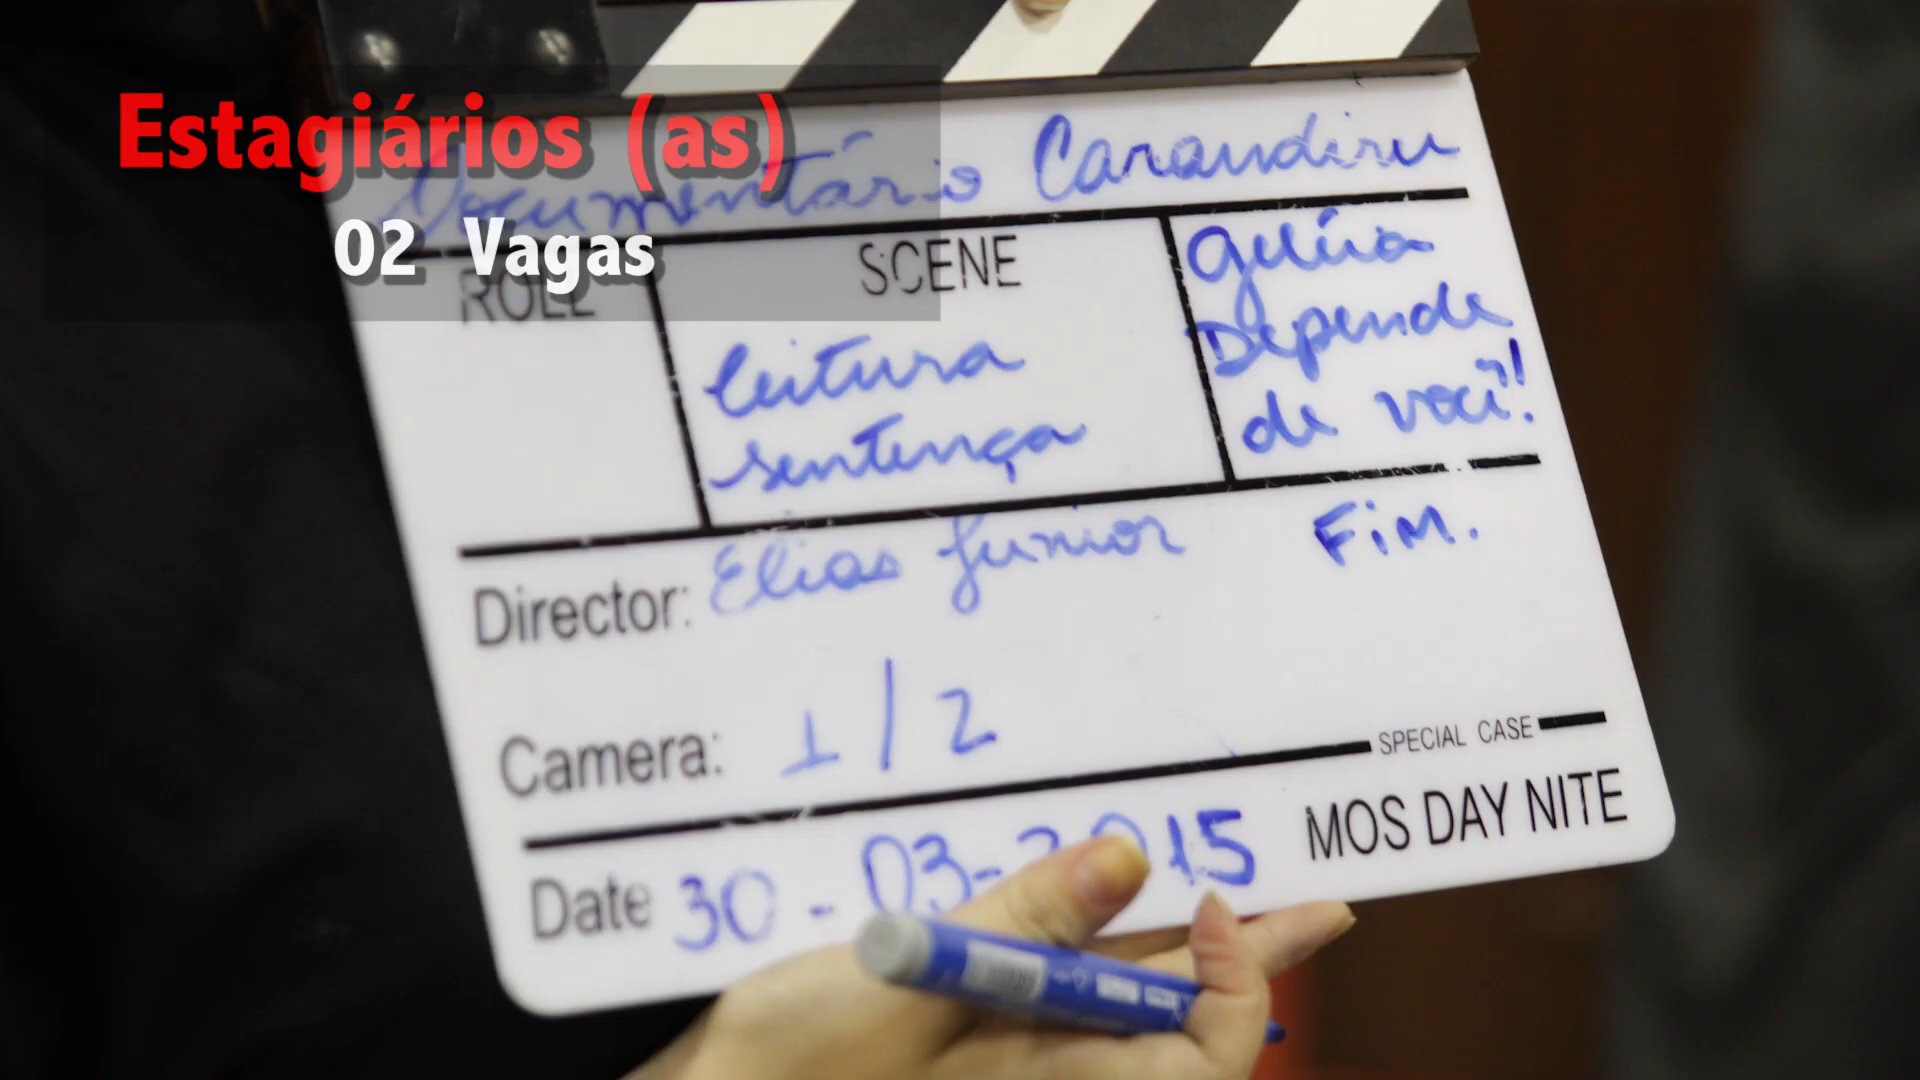 Estagiários (as)
02 Vagas
Documentário Carandiru
ROLL
SCENE
leitura
sentença
Depende
de você!
Director: Elias Junior
FiM.
Camera: 1/2
SPECIAL CASE
Date 30-03-2015
MOS DAY NITE